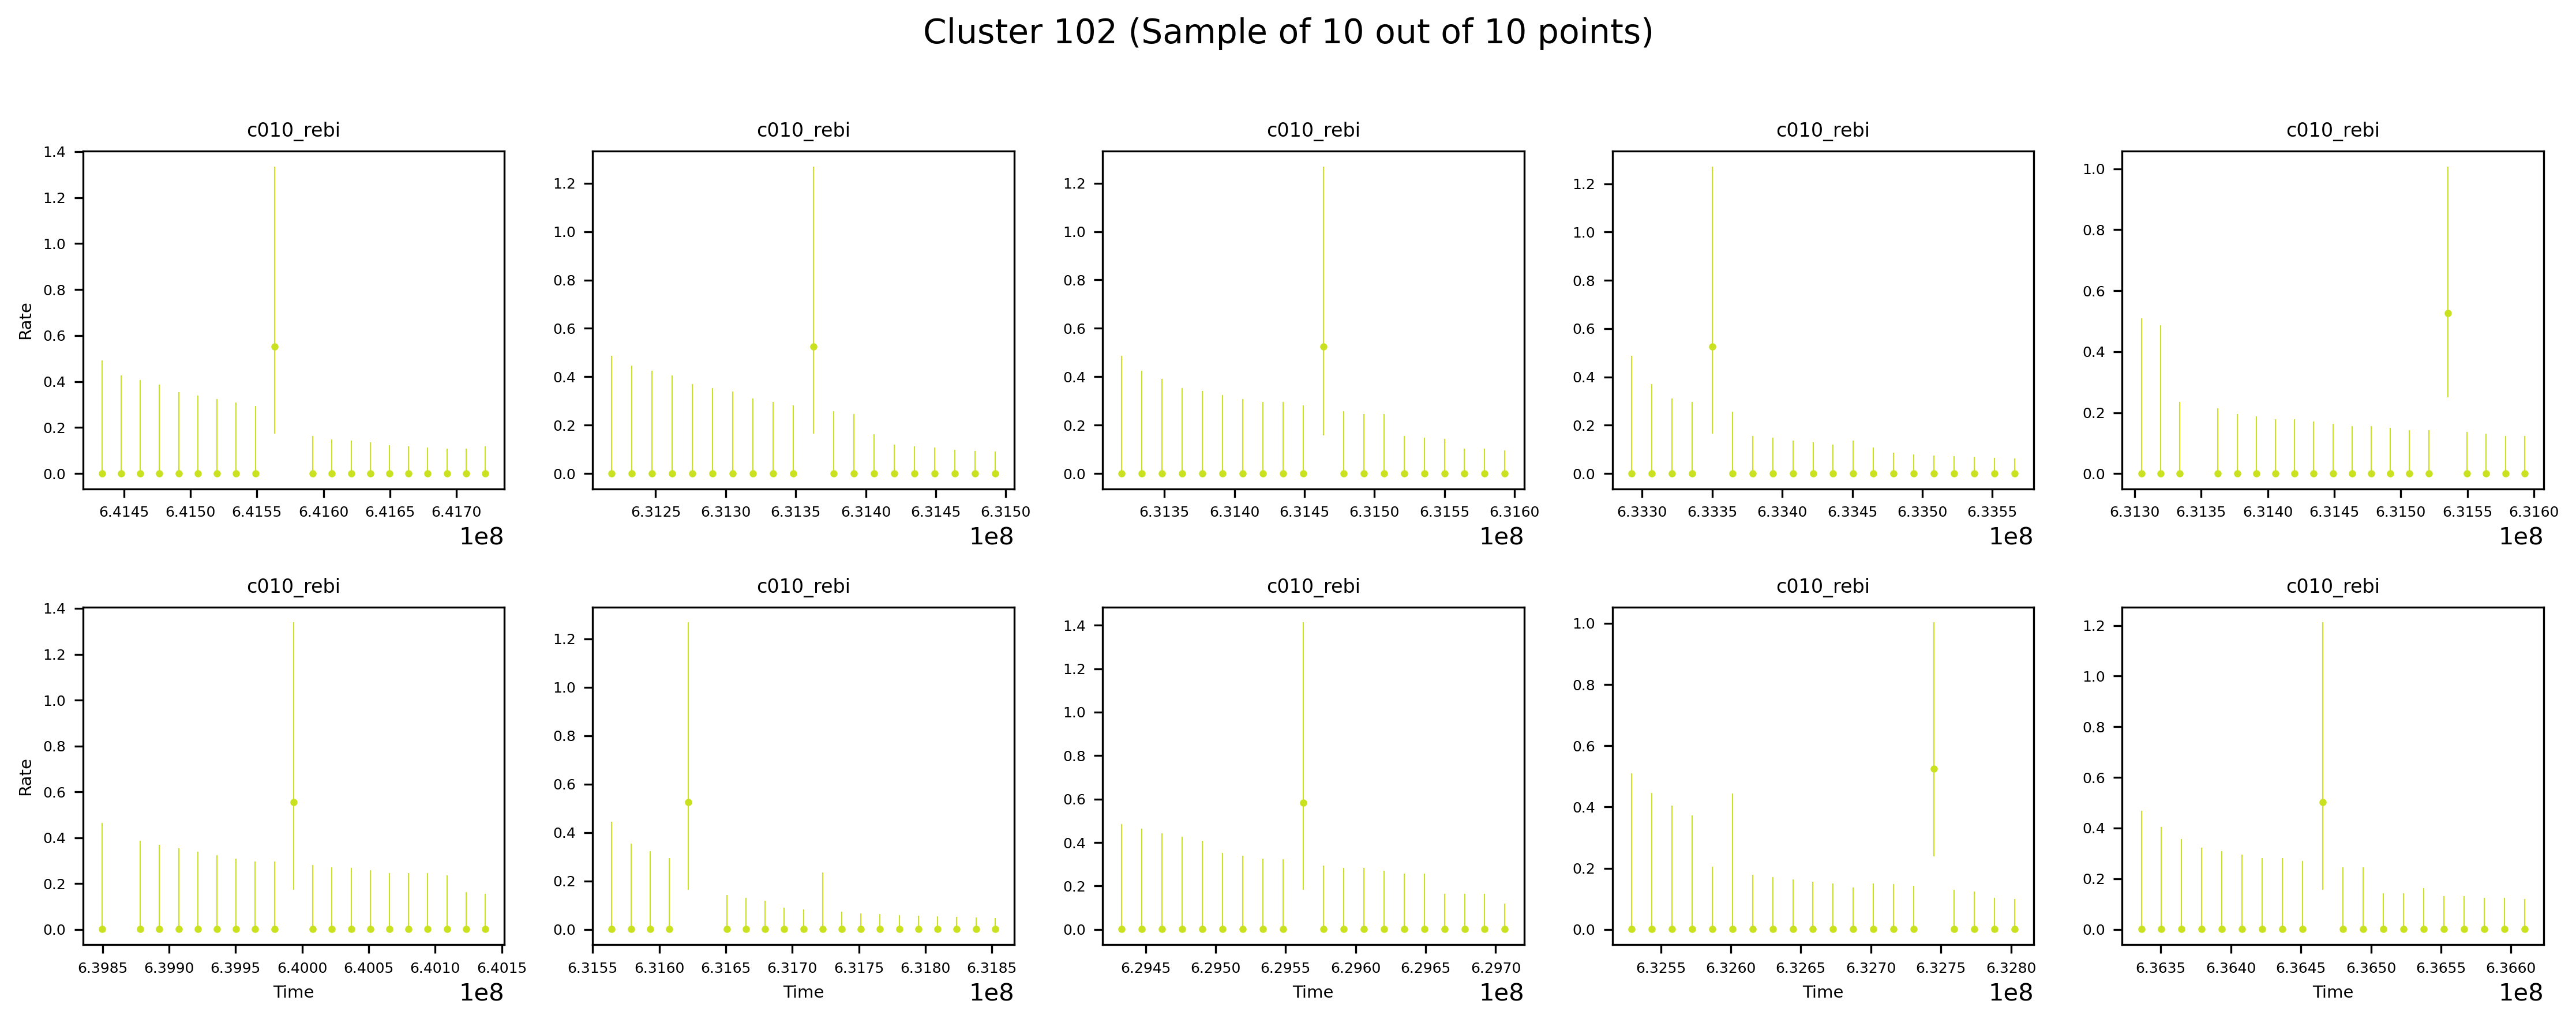 Cluster 102 (Sample of 10 out of 10 points)
c010_rebi c010_rebi c010_rebi c010_rebi c010_rebi
Rate
1.4 1.2 1.0 0.8 0.6 0.4 0.2 0.0
6.4145 6.4150 6.4155 6.4160 6.4165 6.4170
1e8
1.2 1.0 0.8 0.6 0.4 0.2 0.0
6.3125 6.3130 6.3135 6.3140 6.3145 6.3150
1e8
1.2 1.0 0.8 0.6 0.4 0.2 0.0
6.3135 6.3140 6.3145 6.3150 6.3155 6.3160
1e8
1.2 1.0 0.8 0.6 0.4 0.2 0.0
6.3330 6.3335 6.3340 6.3345 6.3350 6.3355
1e8
1.0 0.8 0.6 0.4 0.2 0.0
6.3130 6.3135 6.3140 6.3145 6.3150 6.3155 6.3160
1e8
c010_rebi c010_rebi c010_rebi c010_rebi c010_rebi
Rate
1.4 1.2 1.0 0.8 0.6 0.4 0.2 0.0
6.3985 6.3990 6.3995 6.4000 6.4005 6.4010 6.4015
Time
1e8
1.2 1.0 0.8 0.6 0.4 0.2 0.0
6.3155 6.3160 6.3165 6.3170 6.3175 6.3180 6.3185
Time
1e8
1.4 1.2 1.0 0.8 0.6 0.4 0.2 0.0
6.2945 6.2950 6.2955 6.2960 6.2965 6.2970
Time
1e8
1.0 0.8 0.6 0.4 0.2 0.0
6.3255 6.3260 6.3265 6.3270 6.3275 6.3280
Time
1e8
1.2 1.0 0.8 0.6 0.4 0.2 0.0
6.3635 6.3640 6.3645 6.3650 6.3655 6.3660
Time
1e8